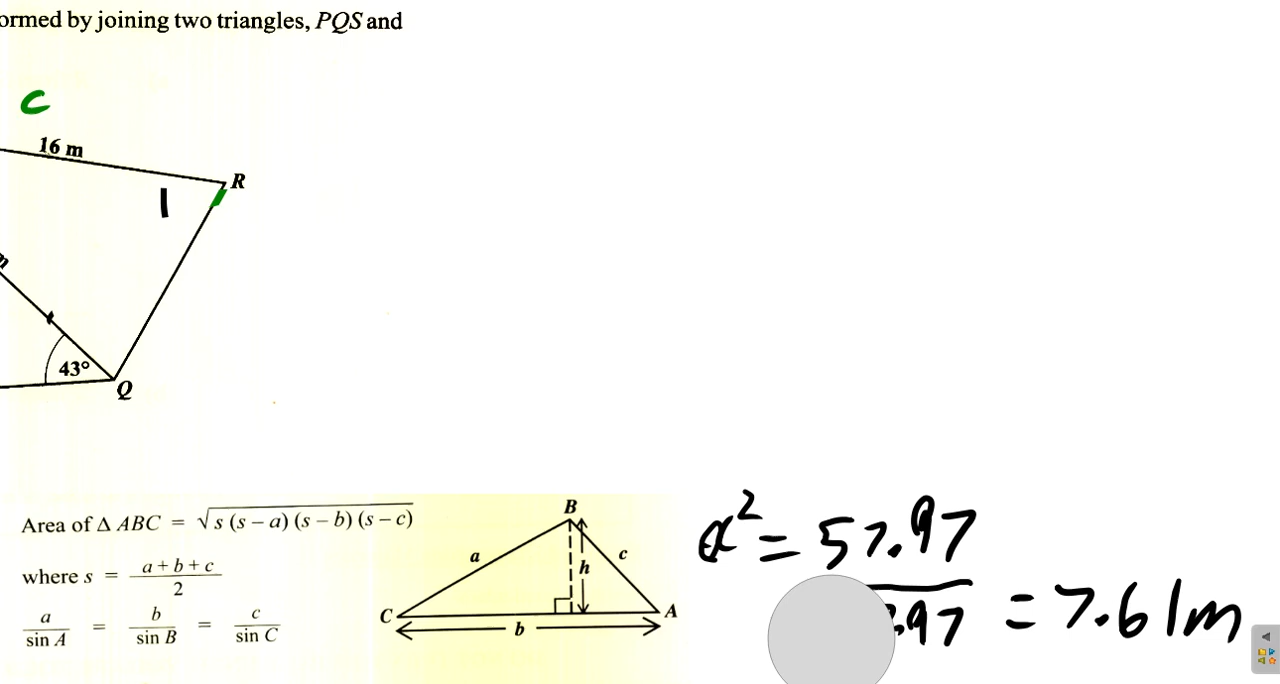 ormed by joining two triangles, PQS and
C
16 m
R
43°
Q
Area of Δ ABC = √s (s – a) (s – b) (s – c)
where s = a + b + c / 2
a / sin A = b / sin B = c / sin C
B
a
c
h
C
A
b
a² = 57.97
.97 = 7.61m